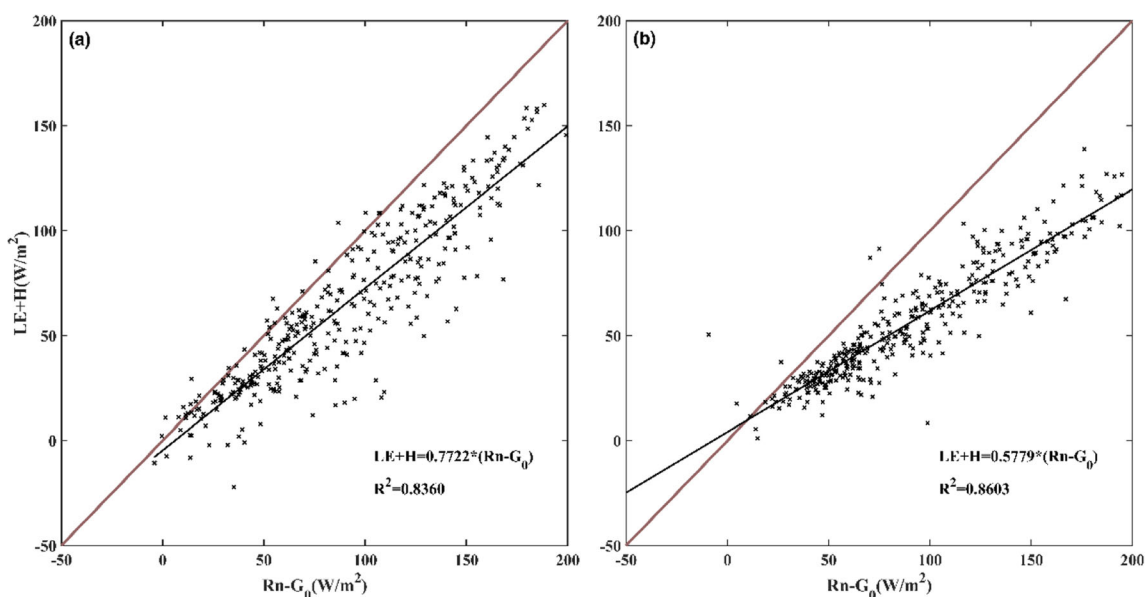 (a)
200
150
100
50
0
-50
LE+H(W/m²)
-50 0 50 100 150 200
Rn-G₀(W/m²)
LE+H=0.7722*(Rn-G₀)
R²=0.8360
(b)
200
150
100
50
0
-50
-50 0 50 100 150 200
Rn-G₀(W/m²)
LE+H=0.5779*(Rn-G₀)
R²=0.8603